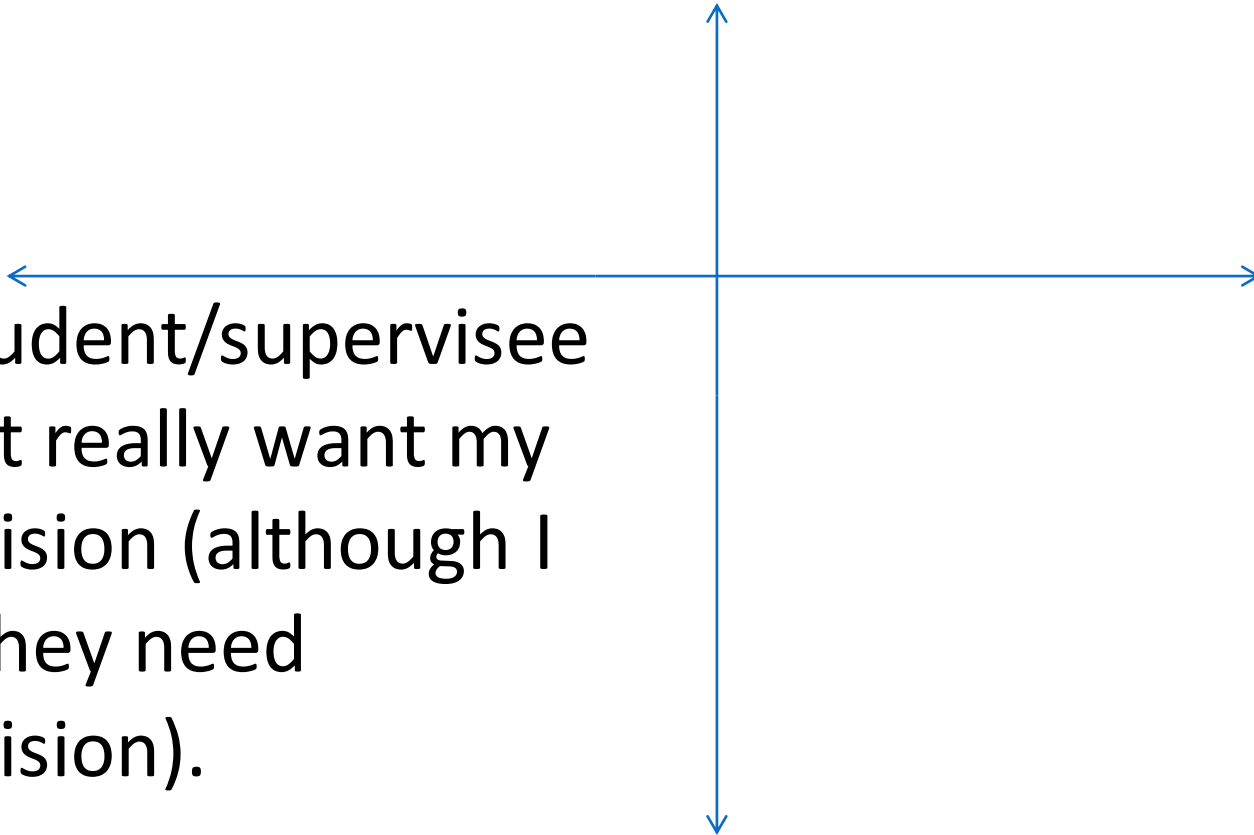 udent/supervisee
t really want my
ision (although I
hey need
ision).